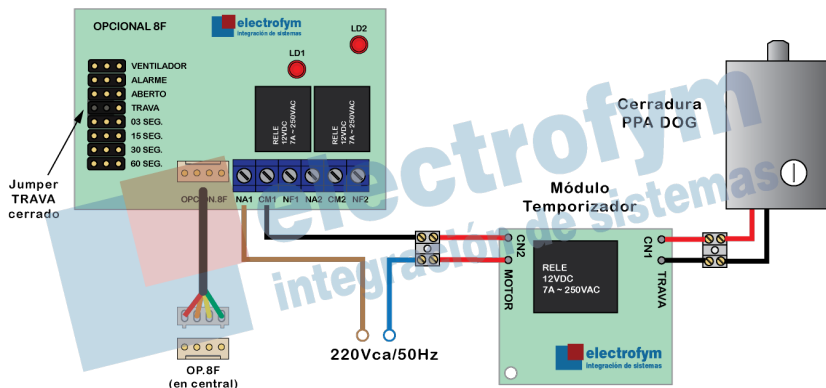 OPCIONAL 8F
electrofym
integración de sistemas
LD2
LD1
VENTILADOR
ALARME
ABERTO
TRAVA
03 SEG.
15 SEG.
30 SEG.
60 SEG.
RELE
12VDC
7A ~ 250VAC
RELE
12VDC
7A ~ 250VAC
Jumper
TRAVA
cerrado
OPCION.8F
NA1 CM1 NF1 NA2 CM2 NF2
Cerradura
PPA DOG
Módulo
Temporizador
CN2
MOTOR
RELE
12VDC
7A ~ 250VAC
CN1
TRAVA
electrofym
integración de sistemas
220Vca/50Hz
OP.8F
(en central)
electrofym
integración de sistemas